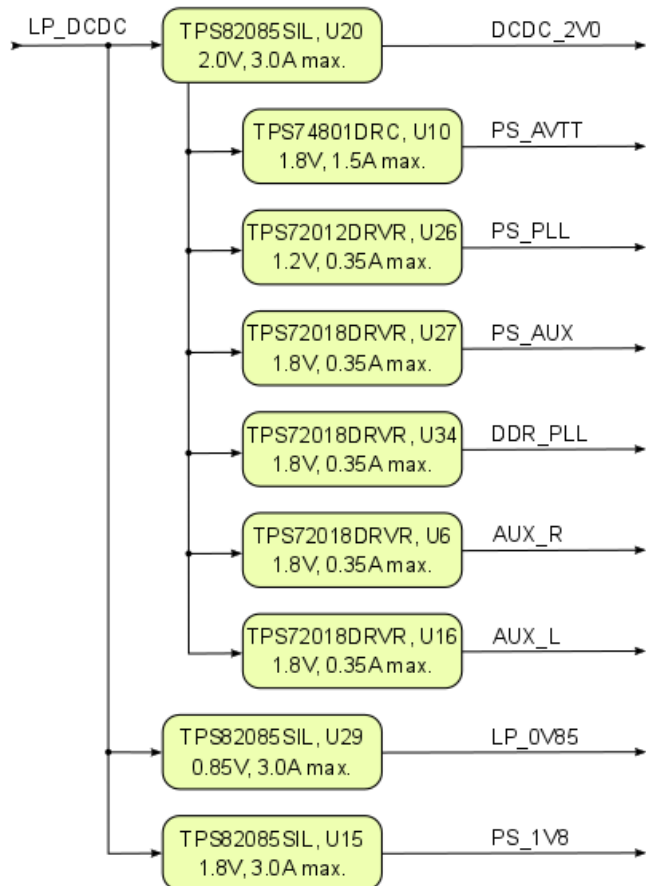 LP_DCDC
TPS82085SIL, U20
2.0V, 3.0A max.
DCDC_2V0
TPS74801DRC, U10
1.8V, 1.5A max.
PS_AVTT
TPS72012DRVR, U26
1.2V, 0.35A max.
PS_PLL
TPS72018DRVR, U27
1.8V, 0.35A max.
PS_AUX
TPS72018DRVR, U34
1.8V, 0.35A max.
DDR_PLL
TPS72018DRVR, U6
1.8V, 0.35A max.
AUX_R
TPS72018DRVR, U16
1.8V, 0.35A max.
AUX_L
TPS82085SIL, U29
0.85V, 3.0A max.
LP_0V85
TPS82085SIL, U15
1.8V, 3.0A max.
PS_1V8